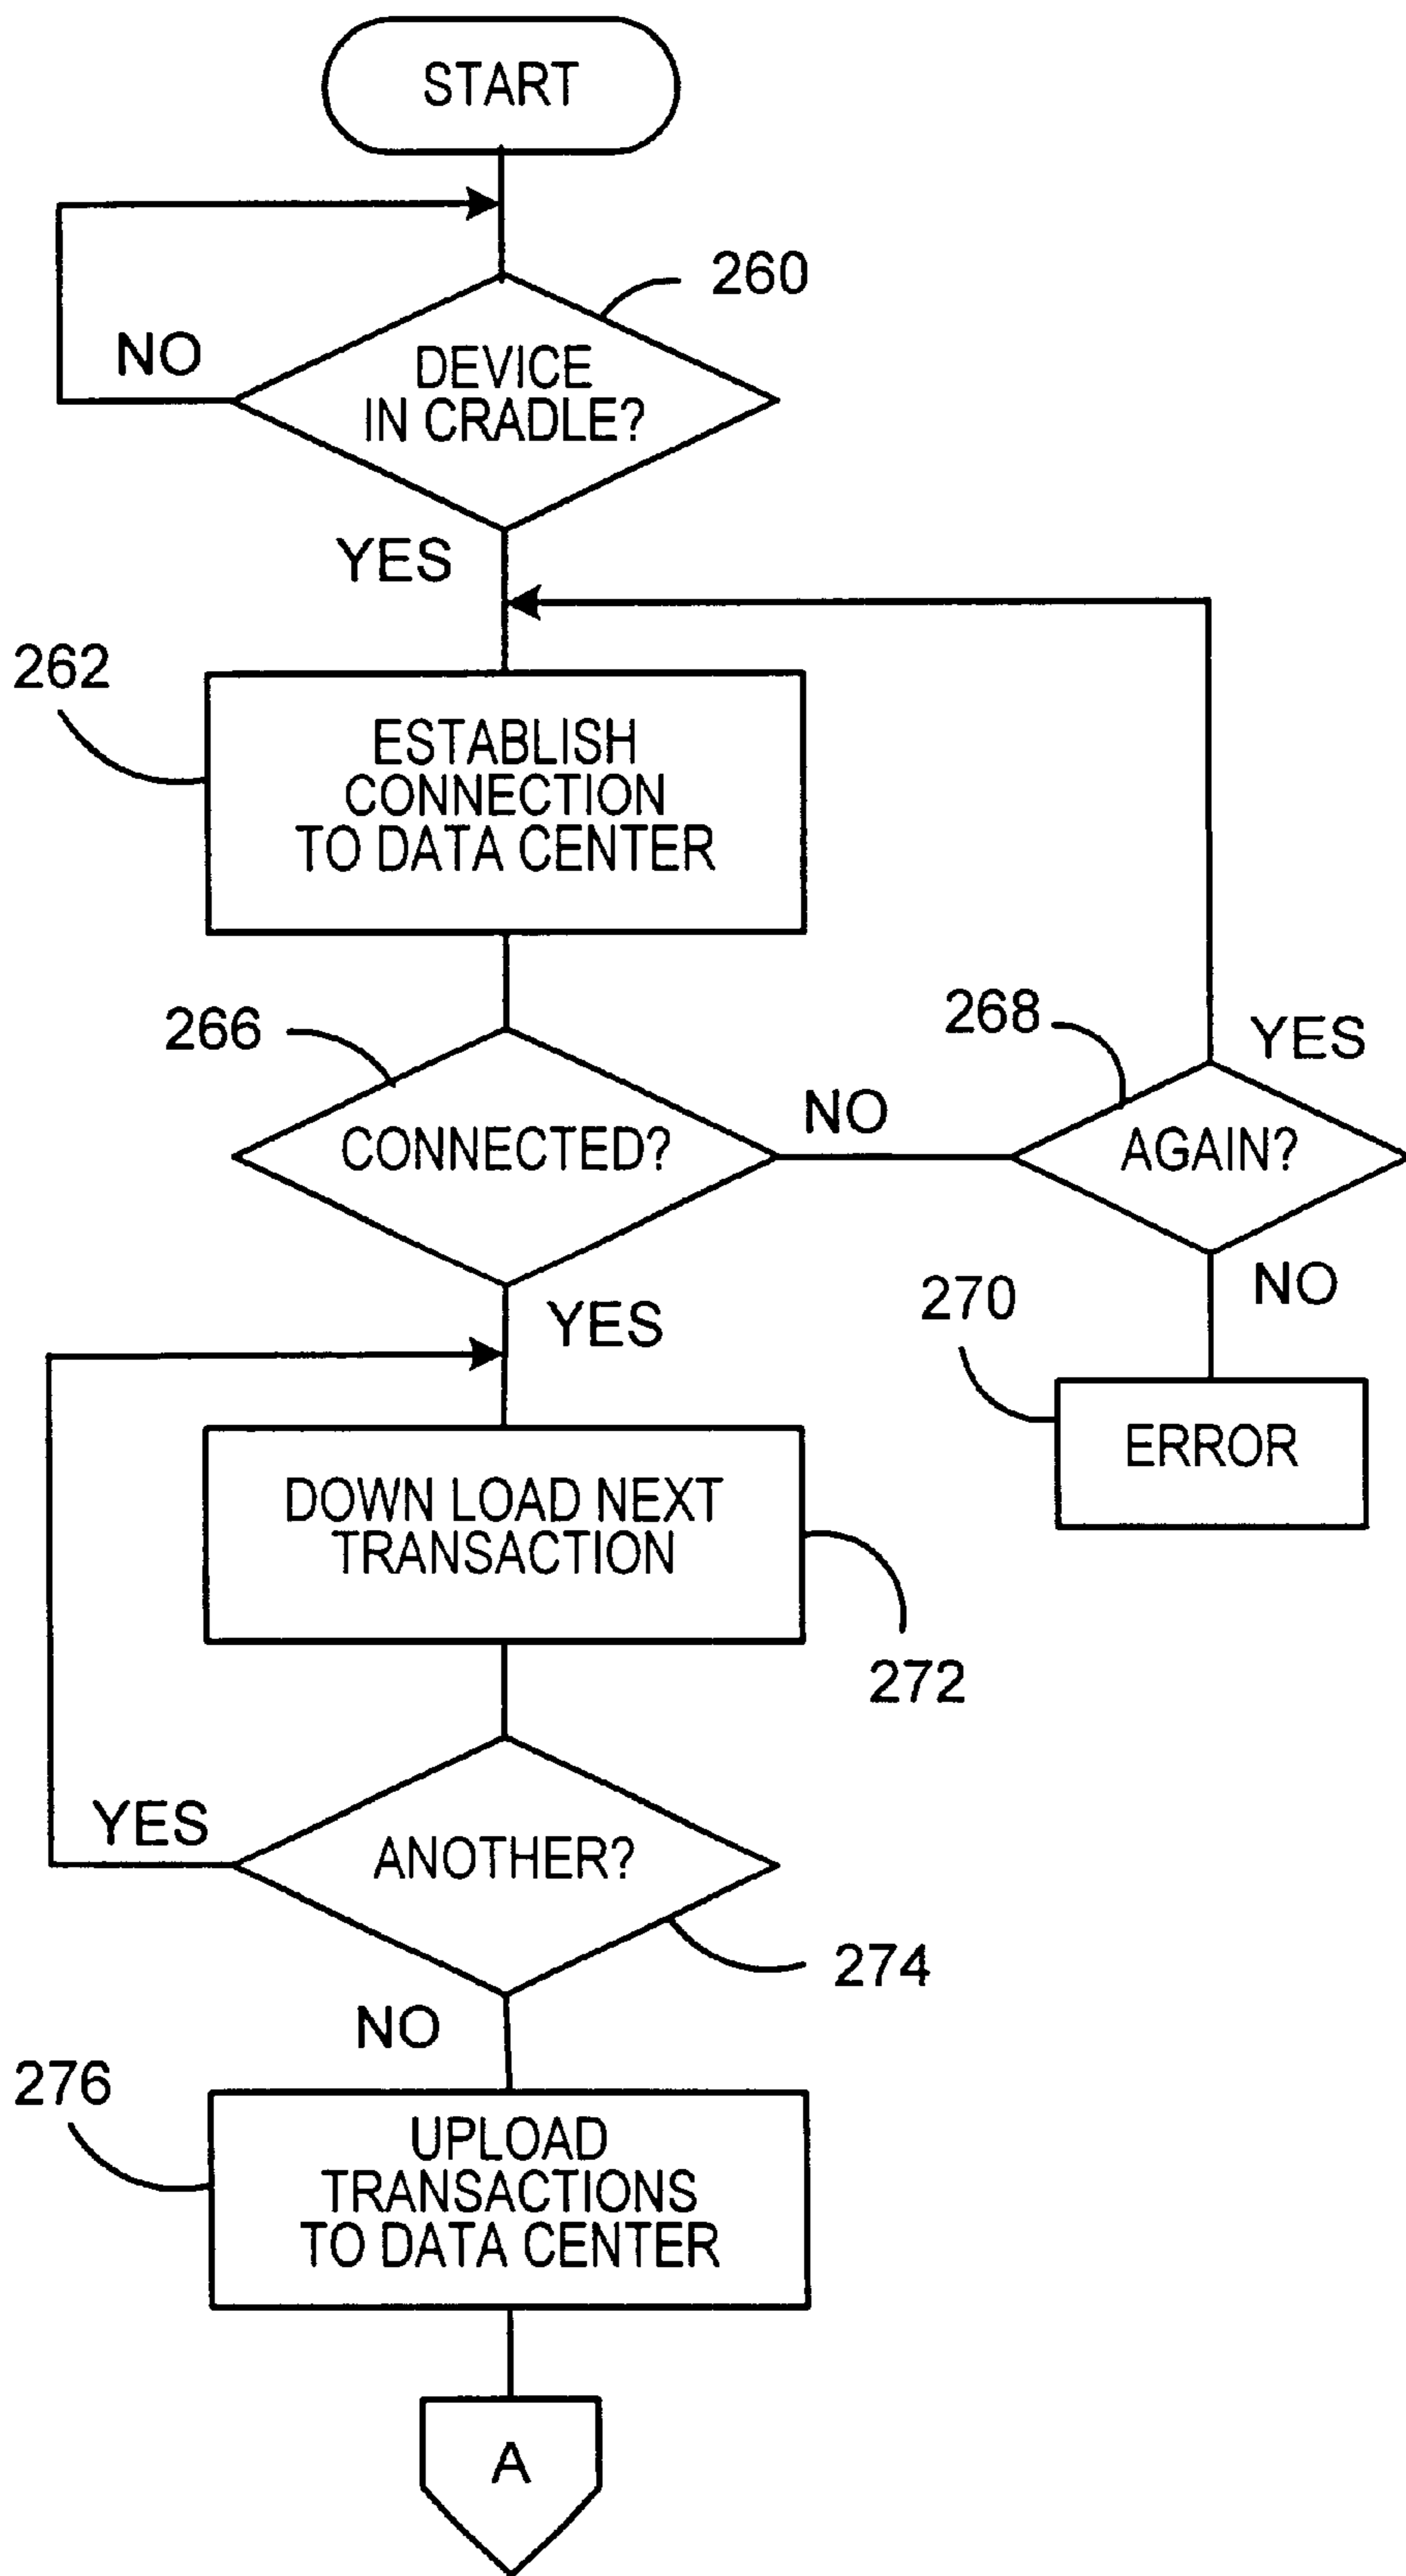 START
260
NO
DEVICE
IN CRADLE?
YES
262
ESTABLISH
CONNECTION
TO DATA CENTER
266
268
YES
CONNECTED?
NO
AGAIN?
YES
270
NO
ERROR
DOWN LOAD NEXT
TRANSACTION
272
YES
ANOTHER?
274
NO
276
UPLOAD
TRANSACTIONS
TO DATA CENTER
A